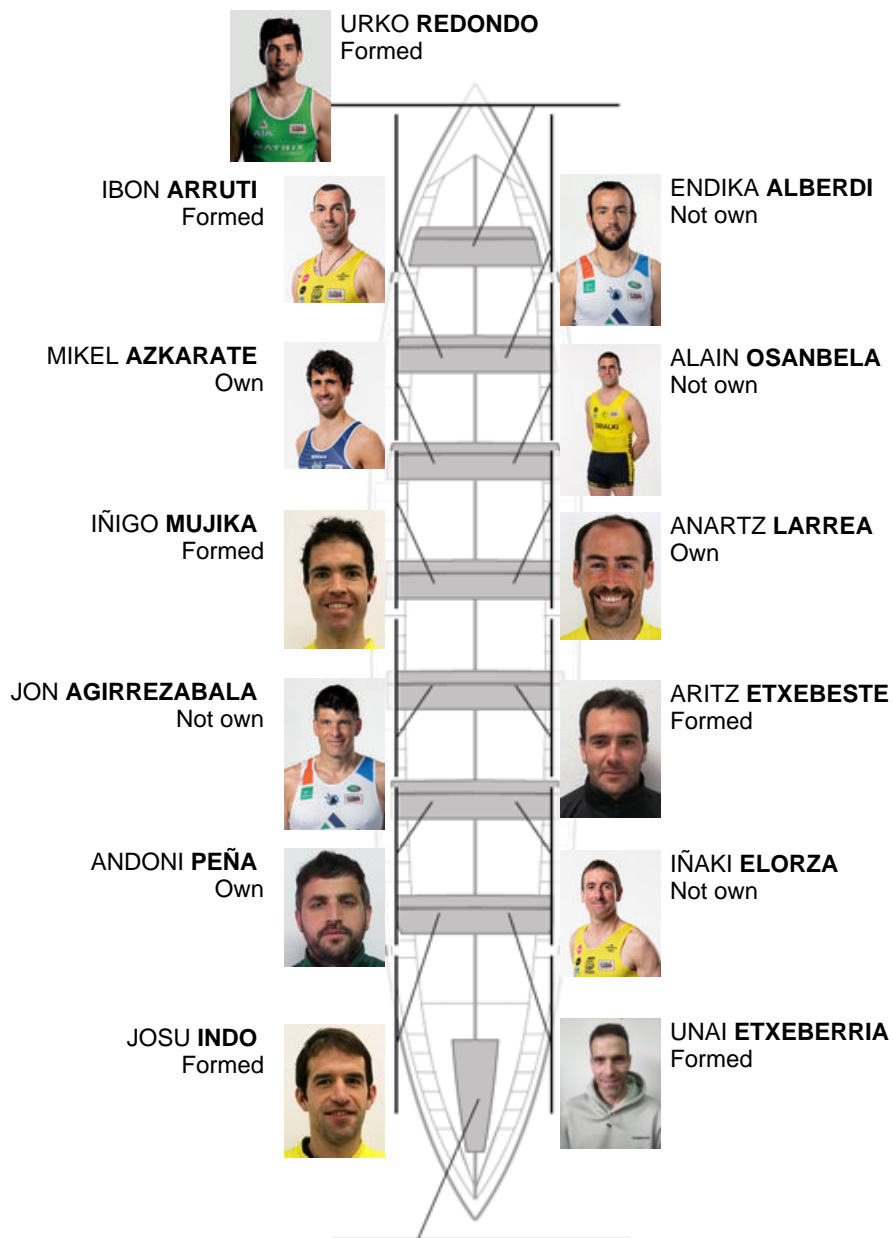 URKO REDONDO
Formed
IBON ARRUTI
Formed
ENDIKA ALBERDI
Not own
MIKEL AZKARATE
Own
ALAIN OSANBELA
Not own
IÑIGO MUJIKA
Formed
ANARTZ LARREA
Own
JON AGIRREZABALA
Not own
ARITZ ETXEBESTE
Formed
ANDONI PEÑA
Own
IÑAKI ELORZA
Not own
JOSU INDO
Formed
UNAI ETXEBERRIA
Formed
MATRIX